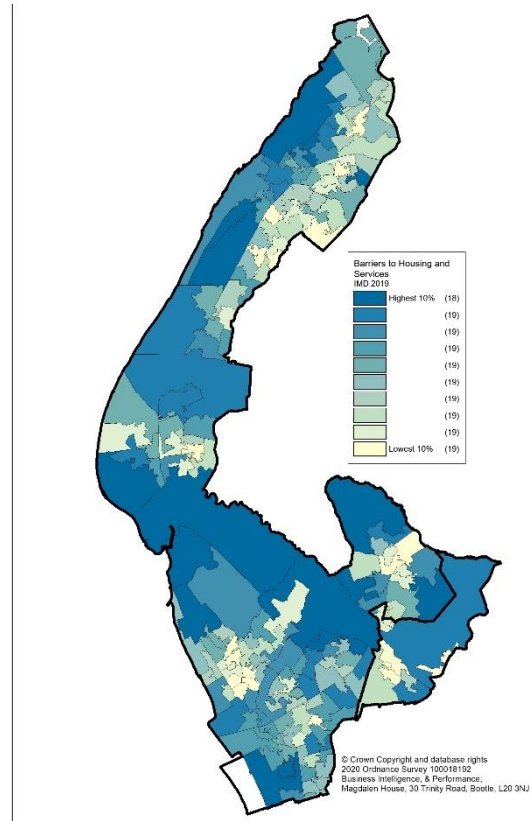 Barriers to Housing and
Services
IMD 2019
Highest 10% (18)
(19)
(19)
(19)
(19)
(19)
(19)
(19)
(19)
Lowest 10% (19)
© Crown Copyright and database rights
2020 Ordnance Survey 100018192
Business Intelligence, & Performance,
Magdalen House, 30 Trinity Road, Bootle, L20 3NJ